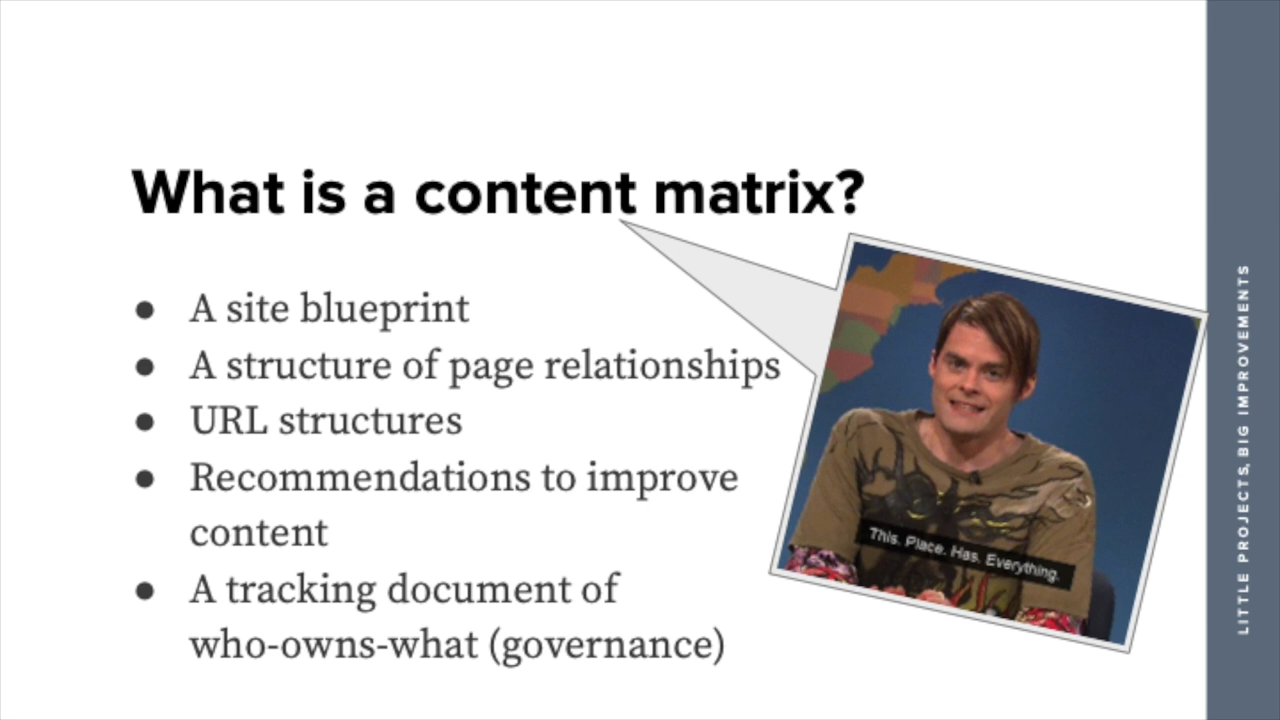 What is a content matrix?
● A site blueprint
● A structure of page relationships
● URL structures
● Recommendations to improve
content
● A tracking document of
who-owns-what (governance)
This. Place. Has. Everything.
LITTLE PROJECTS, BIG IMPROVEMENTS